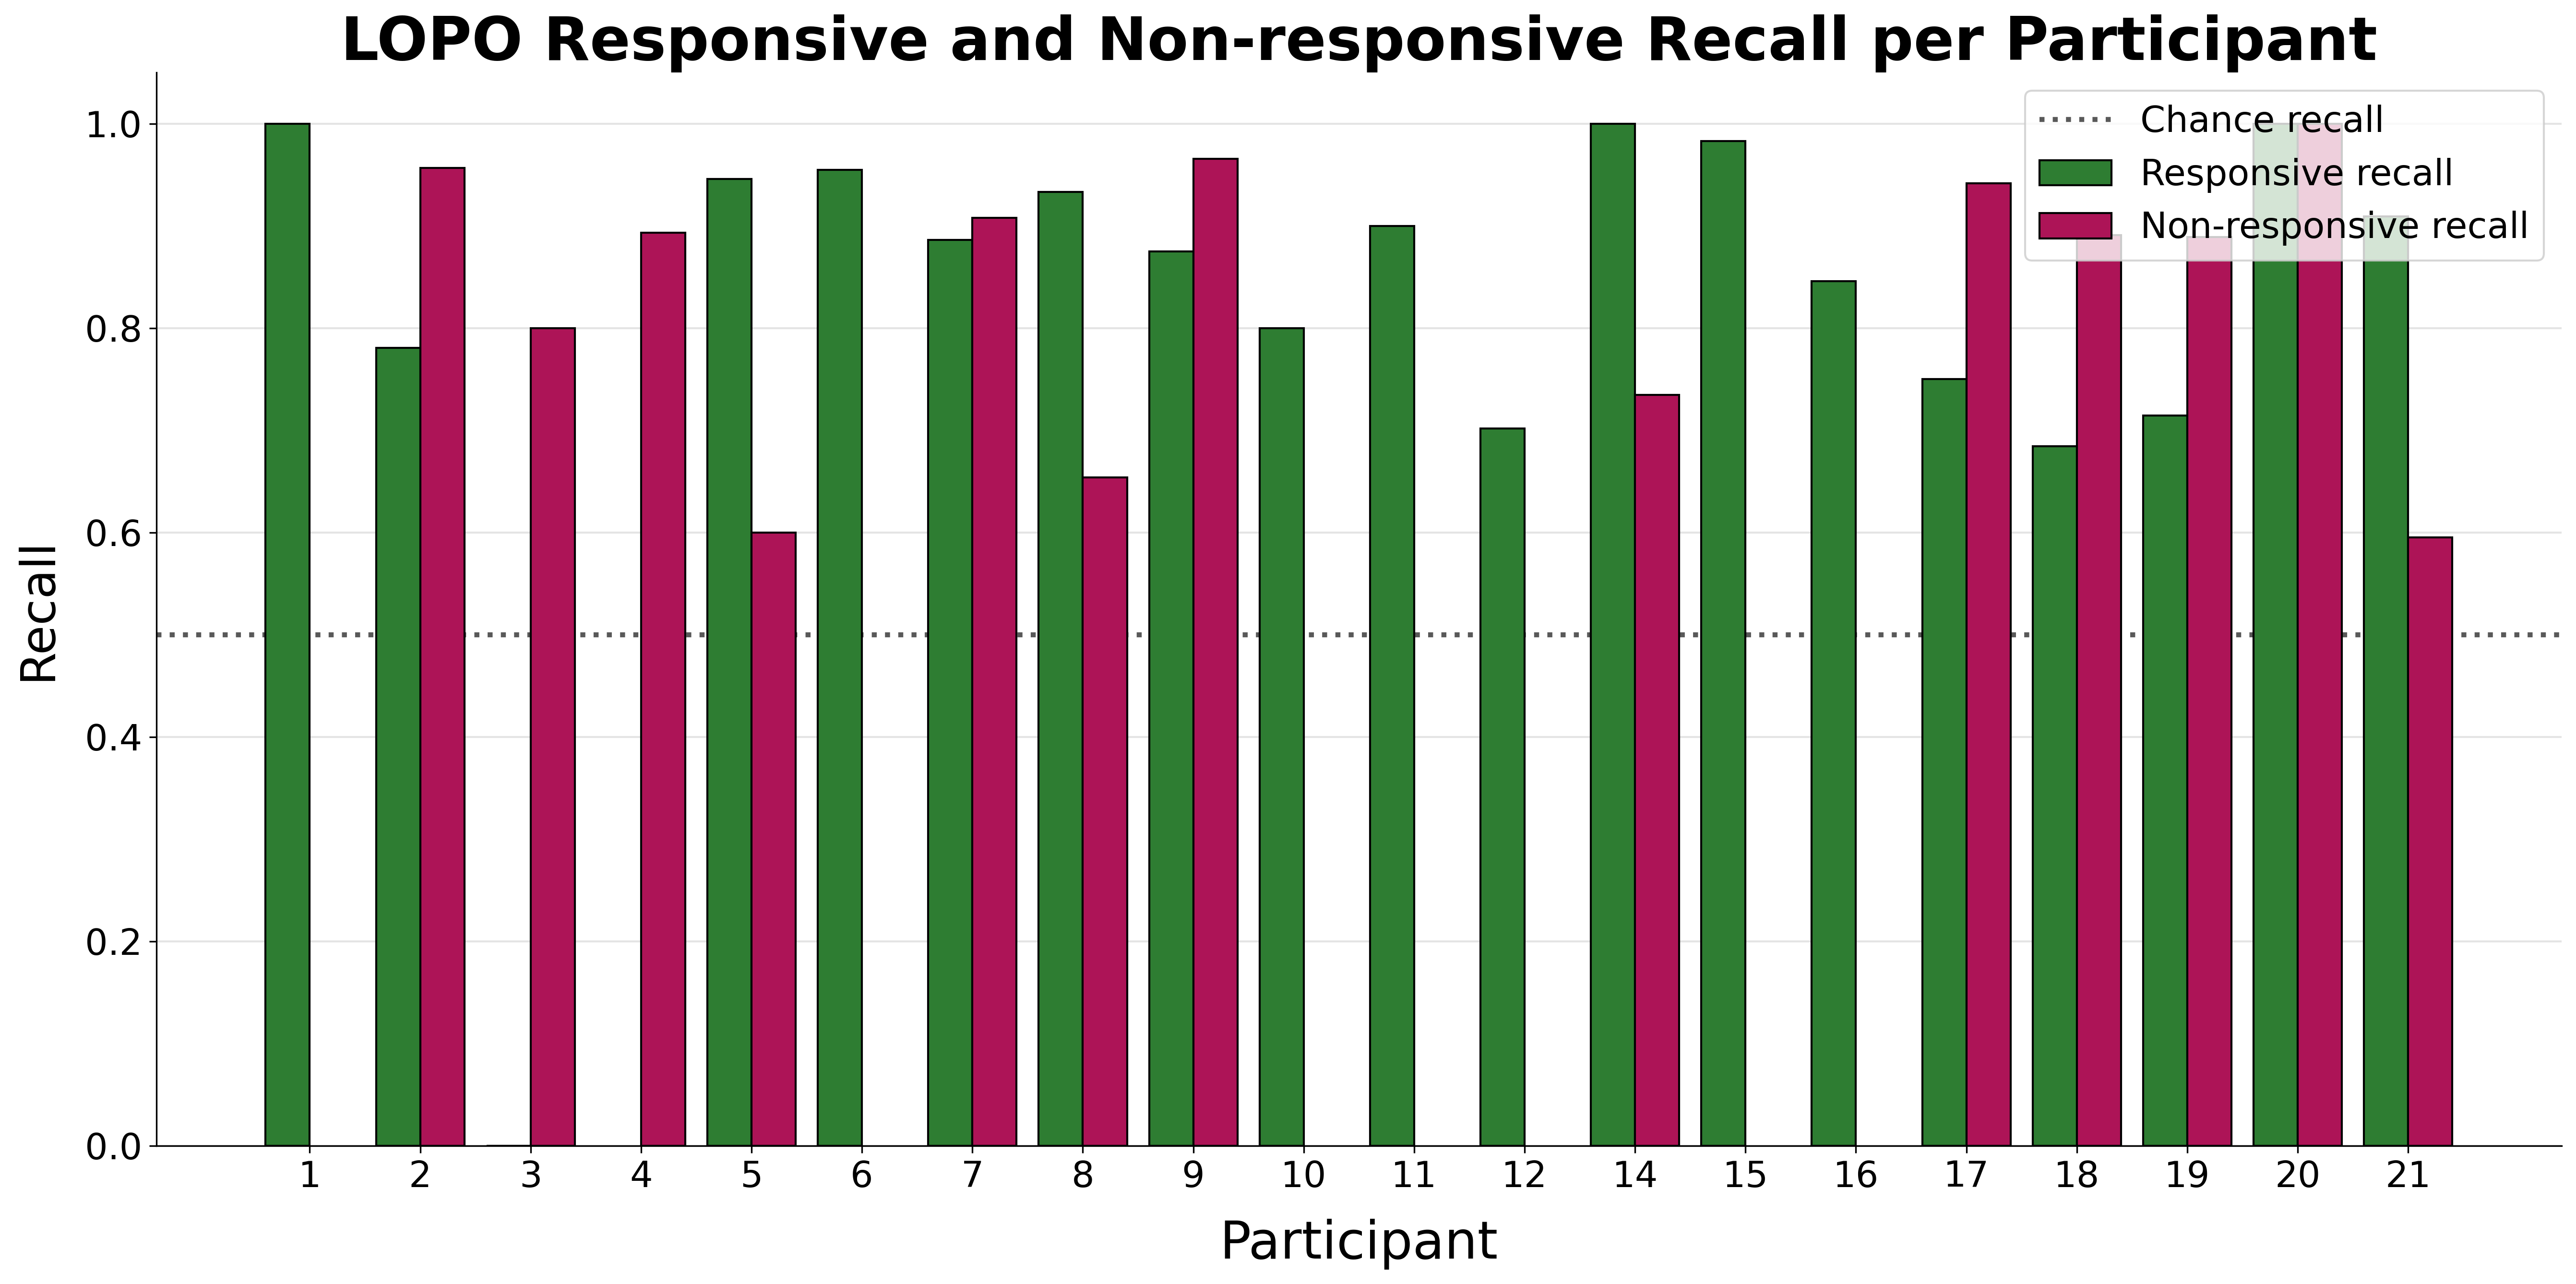 LOPO Responsive and Non-responsive Recall per Participant
Chance recall
Responsive recall
Non-responsive recall
1.0
0.8
0.6
0.4
0.2
0.0
Recall
1 2 3 4 5 6 7 8 9 10 11 12 14 15 16 17 18 19 20 21
Participant